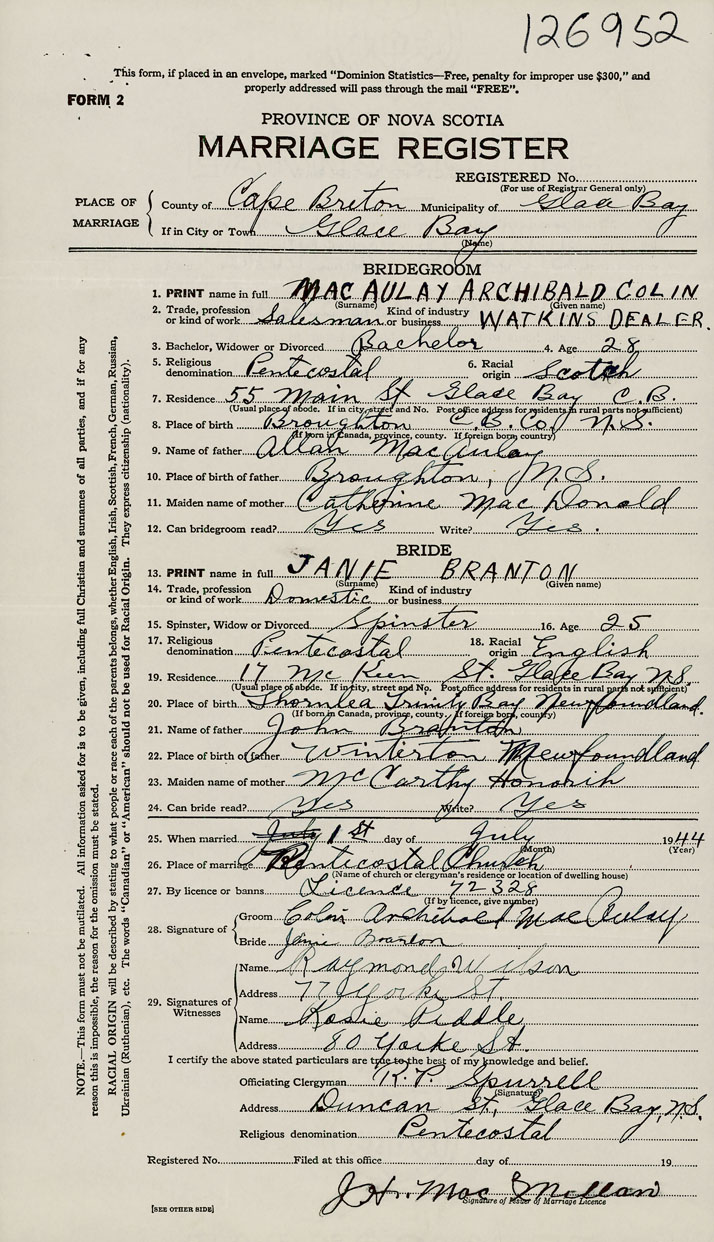 126952
This form, if placed in an envelope, marked "Dominion Statistics—Free, penalty for improper use $300," and
properly addressed will pass through the mail "FREE".
FORM 2
PROVINCE OF NOVA SCOTIA
MARRIAGE REGISTER
REGISTERED No.
(For use of Registrar General only)
PLACE OF MARRIAGE
County of Cape Breton Municipality of Glace Bay
If in City or Town Glace Bay
(Name)
BRIDEGROOM
1. PRINT name in full MACAULAY ARCHIBALD COLIN
(Surname) (Given name)
2. Trade, profession or kind of work Salesman Kind of industry or business WATKINS DEALER.
3. Bachelor, Widower or Divorced Bachelor 4. Age 28
5. Religious denomination Pentecostal 6. Racial origin Scotch
7. Residence 55 Main St Glace Bay C.B.
(Usual place of abode. If in city, street and No. Post office address for residents in rural parts not sufficient)
8. Place of birth Broughton C.B. Co. N.S.
(If born in Canada, province, county. If foreign born, country)
9. Name of father Allan MacAulay
10. Place of birth of father Broughton, N.S.
11. Maiden name of mother Catherine MacDonald
12. Can bridegroom read? Yes Write? Yes.
BRIDE
13. PRINT name in full JANIE BRANTON
(Surname) (Given name)
14. Trade, profession or kind of work Domestic Kind of industry or business
15. Spinster, Widow or Divorced Spinster 16. Age 25
17. Religious denomination Pentecostal 18. Racial origin English
19. Residence 17 McKeen St. Glace Bay N.S.
(Usual place of abode. If in city, street and No. Post office address for residents in rural parts not sufficient)
20. Place of birth Thornlea Trinity Bay Newfoundland.
(If born in Canada, province, county. If foreign born, country)
21. Name of father John Branton
22. Place of birth of father Winterton Newfoundland
23. Maiden name of mother McCarthy Honorih
24. Can bride read? Yes Write? Yes
25. When married July 1st day of July 1944
(Month) (Year)
26. Place of marriage Pentecostal Church
(Name of church or clergyman's residence or location of dwelling house)
27. By licence or banns Licence 72328
(If by licence, give number)
28. Signature of
Groom Colin Archibald MacAulay
Bride Janie Branton
29. Signatures of Witnesses
Name Raymond Wilson
Address 77 Yorke St.
Name Rosie Piddle
Address 80 Yorke St.
I certify the above stated particulars are true to the best of my knowledge and belief.
Officiating Clergyman R.P. Spurrell
(Signature)
Address Duncan St, Glace Bay, N.S.
Religious denomination Pentecostal
Registered No. Filed at this office day of 19
J.H. MacMillan
Signature of Issuer of Marriage Licence
[SEE OTHER SIDE]
NOTE.—This form must not be mutilated. All information asked for is to be given, including full Christian and surnames of all parties, and if for any
reason this is impossible, the reason for the omission must be stated.
RACIAL ORIGIN will be described by stating to what people or race each of the parents belongs, whether English, Irish, Scottish, French, German, Russian,
Ukrainian (Ruthenian), etc. The words "Canadian" or "American" should not be used for Racial Origin. They express citizenship (nationality).